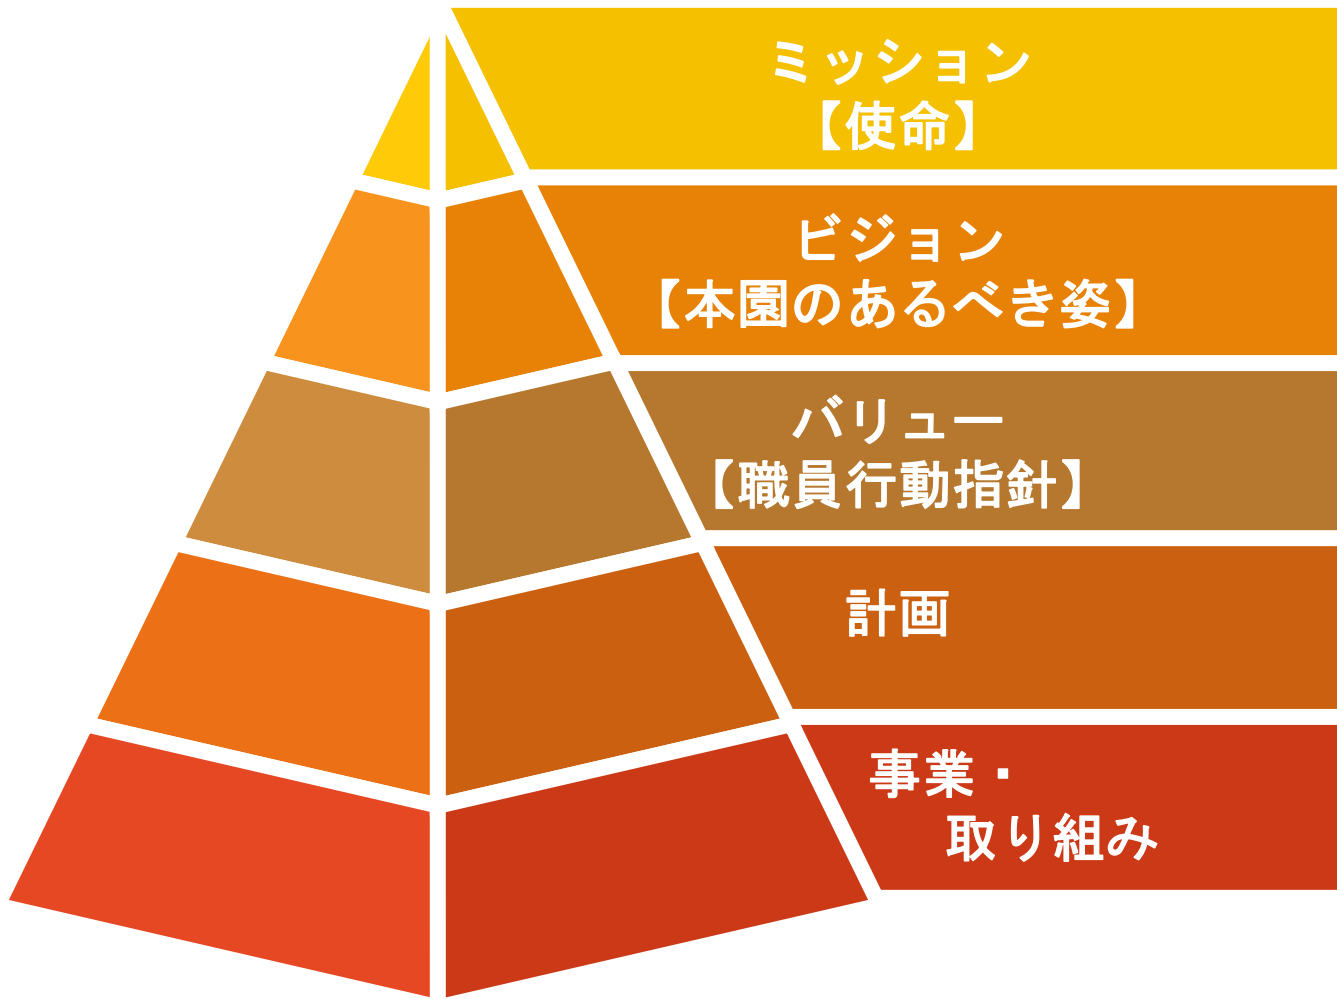 ミッション
【使命】
ビジョン
【本園のあるべき姿】
バリュー
【職員行動指針】
計画
事業・
取り組み